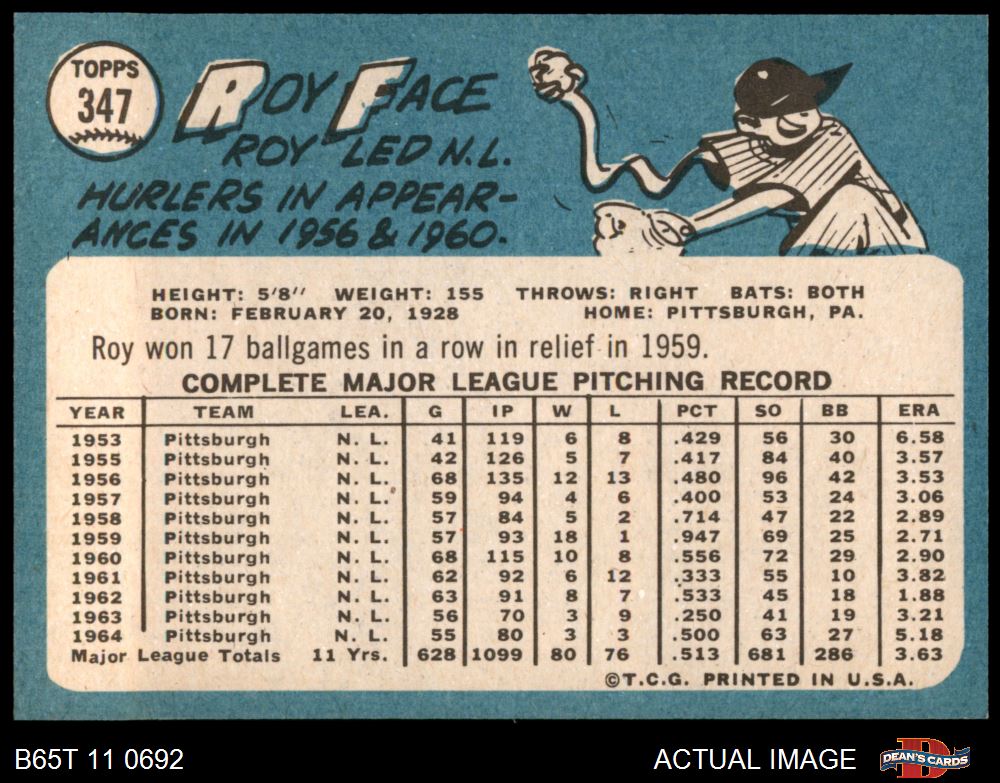 TOPPS
347
ROY FACE
ROY LED N.L.
HURLERS IN APPEAR-
ANCES IN 1956 & 1960.
HEIGHT: 5'8" WEIGHT: 155 THROWS: RIGHT BATS: BOTH
BORN: FEBRUARY 20, 1928 HOME: PITTSBURGH, PA.
Roy won 17 ballgames in a row in relief in 1959.
COMPLETE MAJOR LEAGUE PITCHING RECORD
YEAR TEAM LEA. G IP W L PCT SO BB ERA
1953 Pittsburgh N. L. 41 119 6 8 .429 56 30 6.58
1955 Pittsburgh N. L. 42 126 5 7 .417 84 40 3.57
1956 Pittsburgh N. L. 68 135 12 13 .480 96 42 3.53
1957 Pittsburgh N. L. 59 94 4 6 .400 53 24 3.06
1958 Pittsburgh N. L. 57 84 5 2 .714 47 22 2.89
1959 Pittsburgh N. L. 57 93 18 1 .947 69 25 2.71
1960 Pittsburgh N. L. 68 115 10 8 .556 72 29 2.90
1961 Pittsburgh N. L. 62 92 6 12 .333 55 10 3.82
1962 Pittsburgh N. L. 63 91 8 7 .533 45 18 1.88
1963 Pittsburgh N. L. 56 70 3 9 .250 41 19 3.21
1964 Pittsburgh N. L. 55 80 3 3 .500 63 27 5.18
Major League Totals 11 Yrs. 628 1099 80 76 .513 681 286 3.63
©T.C.G. PRINTED IN U.S.A.
B65T 11 0692 ACTUAL IMAGE DEAN'S CARDS